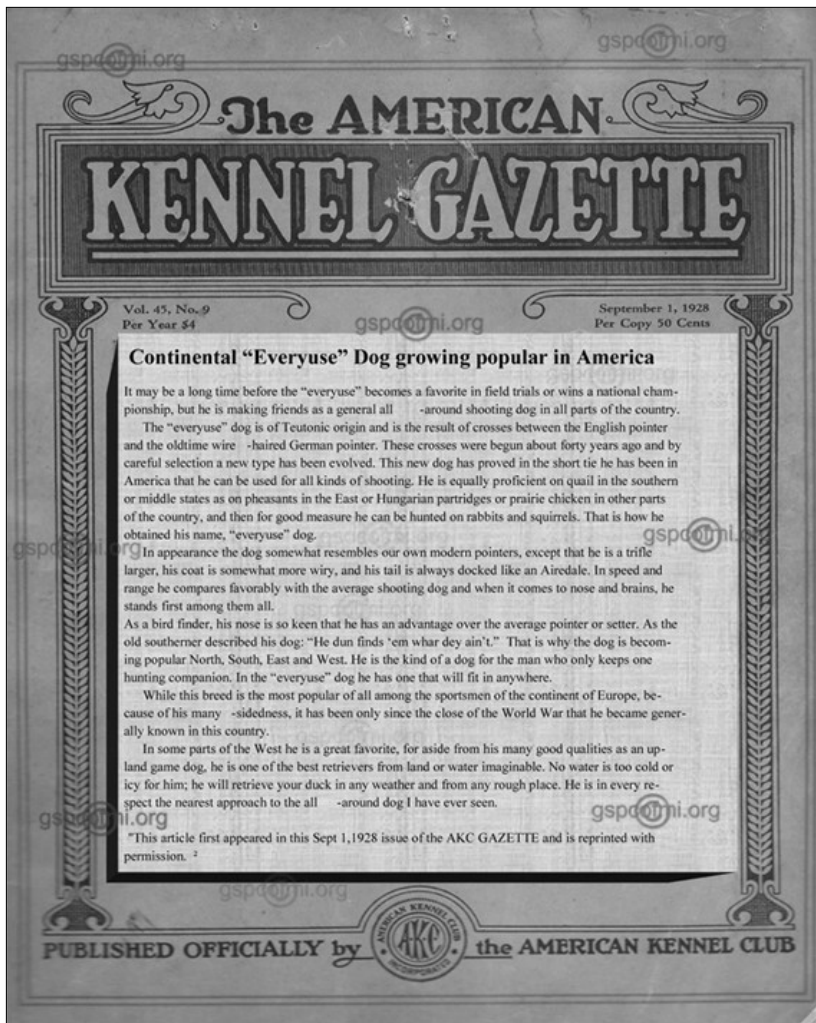 gspcofmi.org
gspcofmi.org
The AMERICAN
KENNEL GAZETTE
Vol. 45, No. 9
Per Year $4
gspcofmi.org
September 1, 1928
Per Copy 50 Cents
Continental “Everyuse” Dog growing popular in America
It may be a long time before the “everyuse” becomes a favorite in field trials or wins a national cham-
pionship, but he is making friends as a general all -around shooting dog in all parts of the country.
The “everyuse” dog is of Teutonic origin and is the result of crosses between the English pointer
and the oldtime wire -haired German pointer. These crosses were begun about forty years ago and by
careful selection a new type has been evolved. This new dog has proved in the short tie he has been in
America that he can be used for all kinds of shooting. He is equally proficient on quail in the southern
or middle states as on pheasants in the East or Hungarian partridges or prairie chicken in other parts
of the country, and then for good measure he can be hunted on rabbits and squirrels. That is how he
obtained his name, “everyuse” dog.
gspcofmi.org
gspcofmi.org
In appearance the dog somewhat resembles our own modern pointers, except that he is a trifle
larger, his coat is somewhat more wiry, and his tail is always docked like an Airedale. In speed and
range he compares favorably with the average shooting dog and when it comes to nose and brains, he
stands first among them all.
As a bird finder, his nose is so keen that he has an advantage over the average pointer or setter. As the
old southerner described his dog: “He dun finds ‘em whar dey ain’t.” That is why the dog is becom-
ing popular North, South, East and West. He is the kind of a dog for the man who only keeps one
hunting companion. In the “everyuse” dog he has one that will fit in anywhere.
While this breed is the most popular of all among the sportsmen of the continent of Europe, be-
cause of his many -sidedness, it has been only since the close of the World War that he became gener-
ally known in this country.
In some parts of the West he is a great favorite, for aside from his many good qualities as an up-
land game dog, he is one of the best retrievers from land or water imaginable. No water is too cold or
icy for him; he will retrieve your duck in any weather and from any rough place. He is in every re-
spect the nearest approach to the all -around dog I have ever seen.
gspcofmi.org
gspcofmi.org
"This article first appeared in this Sept 1,1928 issue of the AKC GAZETTE and is reprinted with
permission. 2
gspcofmi.org
AMERICAN KENNEL CLUB
AKC
INCORPORATED
PUBLISHED OFFICIALLY by the AMERICAN KENNEL CLUB